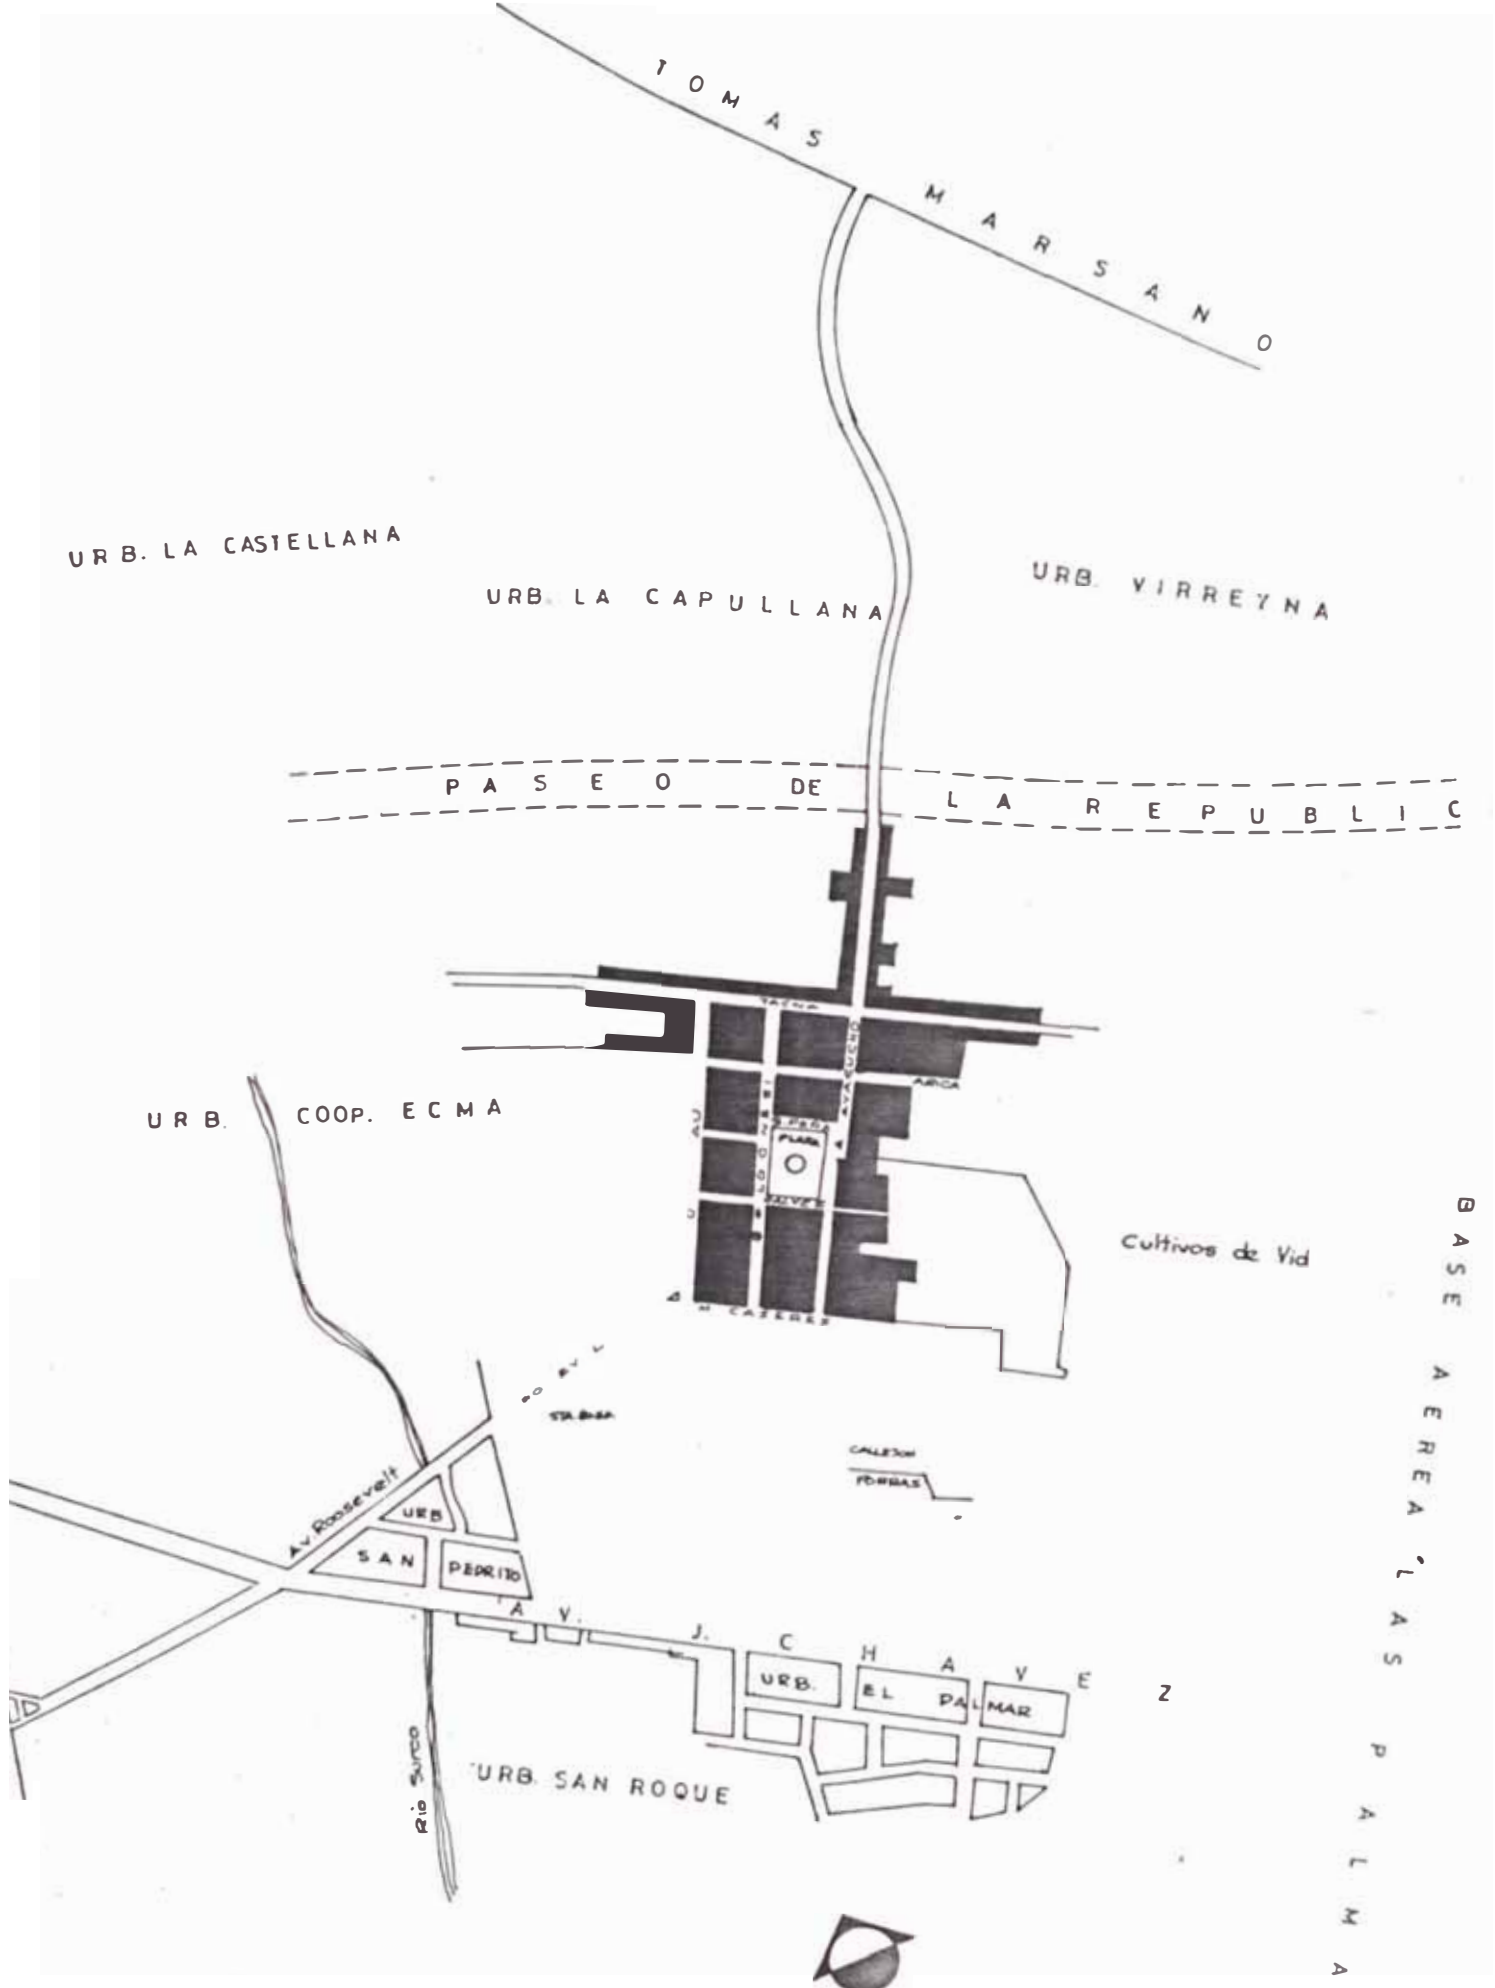 TOMAS MARSANO
URB. LA CASTELLANA
URB. LA CAPULLANA
URB. VIRREYNA
PASEO DE LA REPUBLIC
TACNA
AYACUCHO
ARICA
URB. COOP. ECMA
PLAZA
BASE AEREA "LAS PALMA
Cultivos de Vid
CASERES
CALLEJON
PORRAS
Av. Roosevelt
URB
SAN PEDRITO
AV. J. CHAVEZ
URB. EL PALMAR
Rio Surco
URB. SAN ROQUE